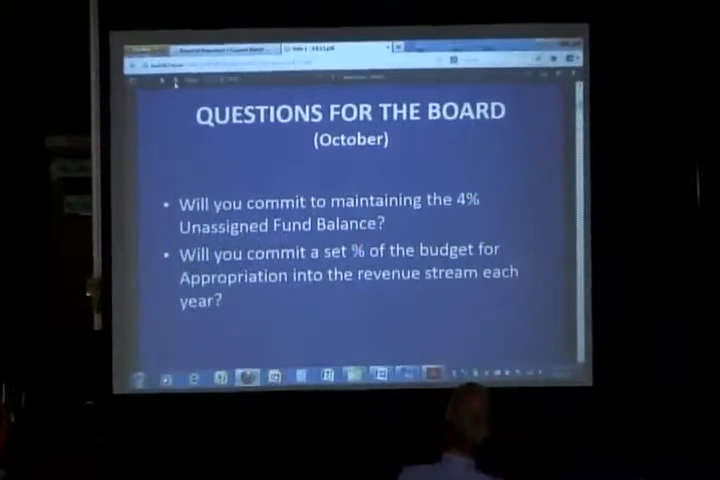 QUESTIONS FOR THE BOARD
(October)
• Will you commit to maintaining the 4%
Unassigned Fund Balance?
• Will you commit a set % of the budget for
Appropriation into the revenue stream each
year?